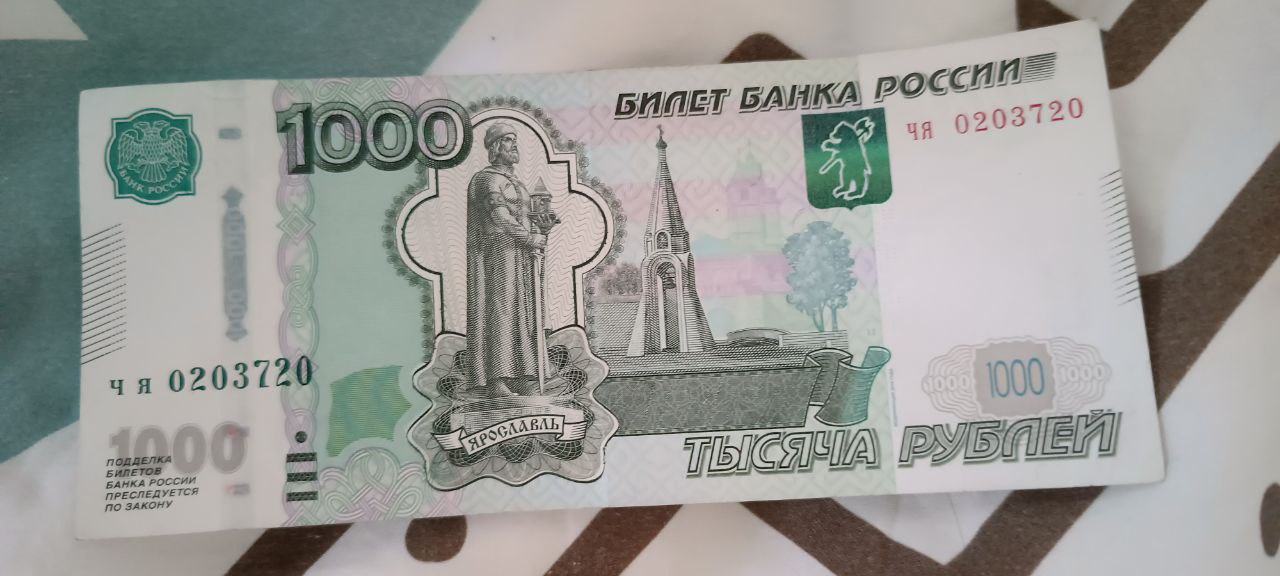 БИЛЕТ БАНКА РОССИИ
1000
чя 0203720
БАНК РОССИИ
чя 0203720
1000
1000 1000 1000
ЯРОСЛАВЛЬ
ТЫСЯЧА РУБЛЕЙ
ПОДДЕЛКА
БИЛЕТОВ
БАНКА РОССИИ
ПРЕСЛЕДУЕТСЯ
ПО ЗАКОНУ